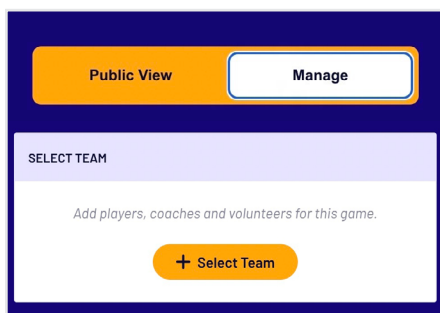 Public View
Manage
SELECT TEAM
Add players, coaches and volunteers for this game.
+ Select Team